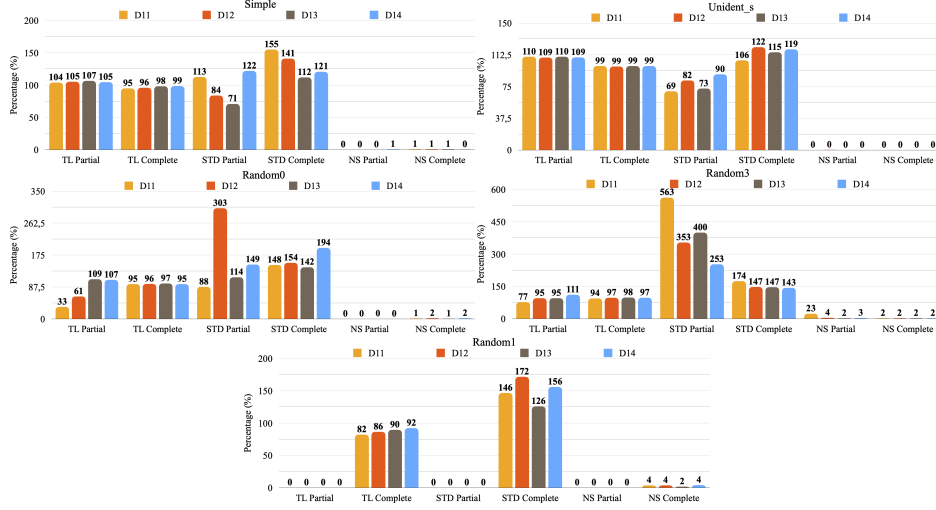 Simple
D11 D12 D13 D14
Percentage (%)
200
150
100
50
0
104 105 107 105 95 96 98 99 113 84 71 122 155 141 112 121 0 0 0 1 1 1 1 0
TL Partial TL Complete STD Partial STD Complete NS Partial NS Complete
Unident_s
D11 D12 D13 D14
Percentage (%)
150
112,5
75
37,5
0
110 109 110 109 99 99 99 99 69 82 73 90 106 122 115 119 0 0 0 0 0 0 0 0
TL Partial TL Complete STD Partial STD Complete NS Partial NS Complete
Random0
D11 D12 D13 D14
Percentage (%)
350
262,5
175
87,5
0
33 61 109 107 95 96 97 95 88 303 114 149 148 154 142 194 0 0 0 0 1 2 1 2
TL Partial TL Complete STD Partial STD Complete NS Partial NS Complete
Random3
D11 D12 D13 D14
Percentage (%)
600
450
300
150
0
77 95 95 111 94 97 98 97 563 353 400 253 174 147 147 143 23 4 2 3 2 2 2 2
TL Partial TL Complete STD Partial STD Complete NS Partial NS Complete
Random1
D11 D12 D13 D14
Percentage (%)
200
150
100
50
0
0 0 0 0 82 86 90 92 0 0 0 0 146 172 126 156 0 0 0 0 4 4 2 4
TL Partial TL Complete STD Partial STD Complete NS Partial NS Complete